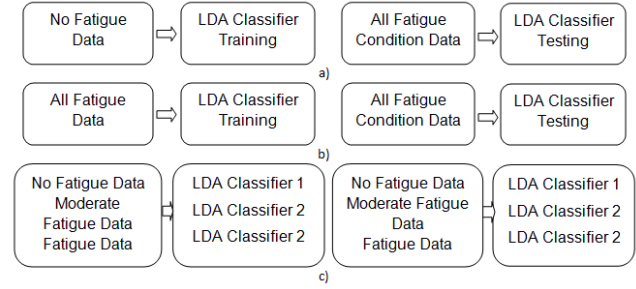 No Fatigue
Data
LDA Classifier
Training
All Fatigue
Condition Data
LDA Classifier
Testing
a)
All Fatigue
Data
LDA Classifier
Training
All Fatigue
Condition Data
LDA Classifier
Testing
b)
No Fatigue Data
Moderate
Fatigue Data
Fatigue Data
LDA Classifier 1
LDA Classifier 2
LDA Classifier 2
No Fatigue Data
Moderate Fatigue
Data
Fatigue Data
LDA Classifier 1
LDA Classifier 2
LDA Classifier 2
c)